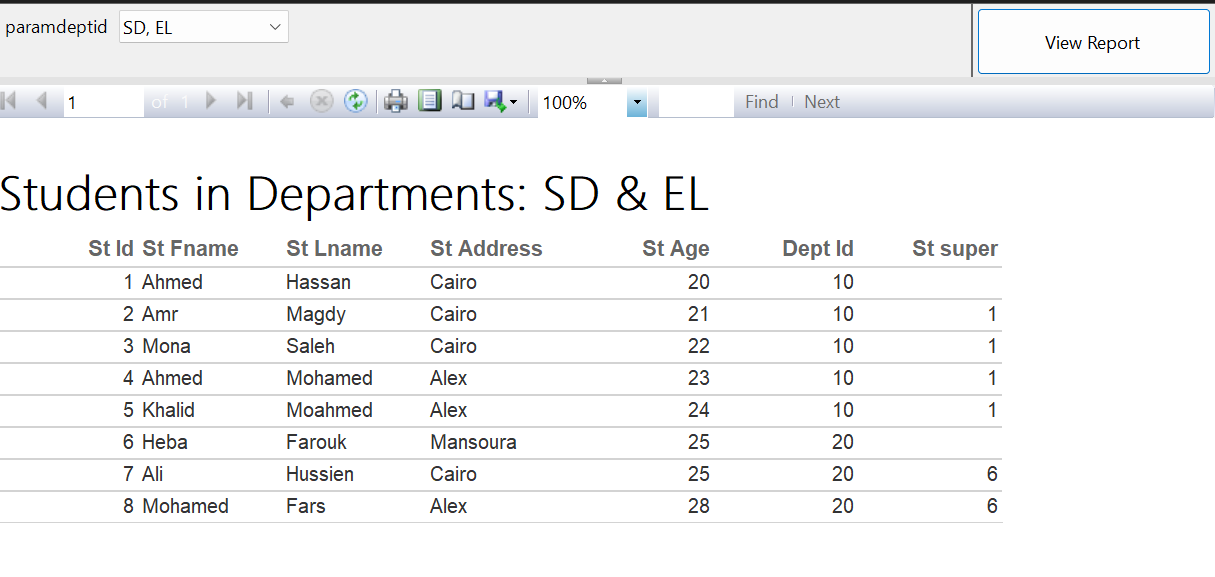 paramdeptid SD, EL View Report
1 of 1 100% Find Next
Students in Departments: SD & EL
St Id St Fname St Lname St Address St Age Dept Id St super
1 Ahmed Hassan Cairo 20 10
2 Amr Magdy Cairo 21 10 1
3 Mona Saleh Cairo 22 10 1
4 Ahmed Mohamed Alex 23 10 1
5 Khalid Moahmed Alex 24 10 1
6 Heba Farouk Mansoura 25 20
7 Ali Hussien Cairo 25 20 6
8 Mohamed Fars Alex 28 20 6